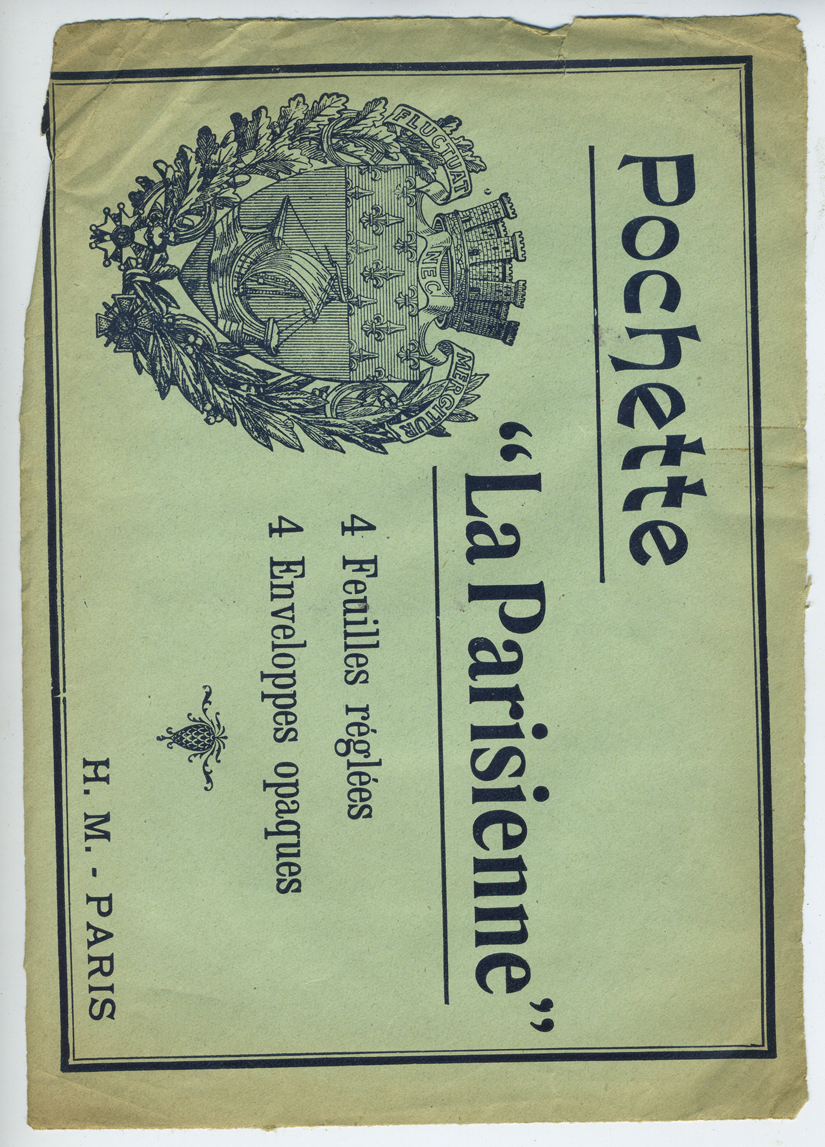 Pochette
"La Parisienne"
FLUCTUAT
NEC
MERGITUR
4 Feuilles réglées
4 Enveloppes opaques
H. M. - PARIS